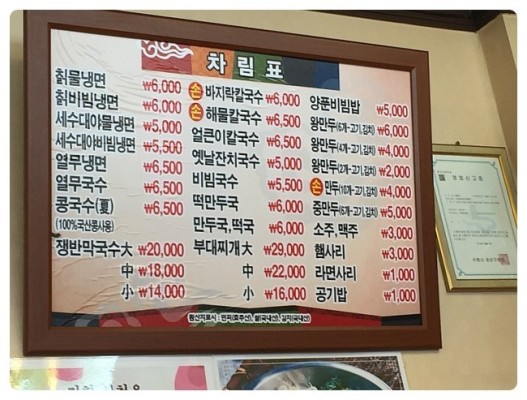 차림표
칡물냉면 ₩6,000
칡비빔냉면 ₩6,000
세수대야물냉면 ₩5,000
세수대야비빔냉면 ₩5,500
열무냉면 ₩6,500
열무국수 ₩6,500
콩국수(夏) ₩6,500
(100%국산콩사용)
쟁반막국수大 ₩20,000
中 ₩18,000
小 ₩14,000
손 바지락칼국수 ₩6,000
손 해물칼국수 ₩6,500
얼큰이칼국수 ₩6,500
옛날잔치국수 ₩5,000
비빔국수 ₩5,500
떡만두국 ₩6,000
만두국,떡국 ₩6,000
부대찌개大 ₩29,000
中 ₩22,000
小 ₩16,000
양푼비빔밥 ₩5,000
왕만두(6개-고기,김치) ₩6,000
왕만두(4개-고기,김치) ₩4,000
왕만두(2개-고기,김치) ₩2,000
손 만두(10개-고기,김치) ₩4,000
중만두(6개-고기,김치) ₩5,000
소주, 맥주 ₩3,000
햄사리 ₩3,000
라면사리 ₩1,000
공기밥 ₩1,000
원산지표시 : 민찌(호주산), 쌀(국내산), 김치(국내산)